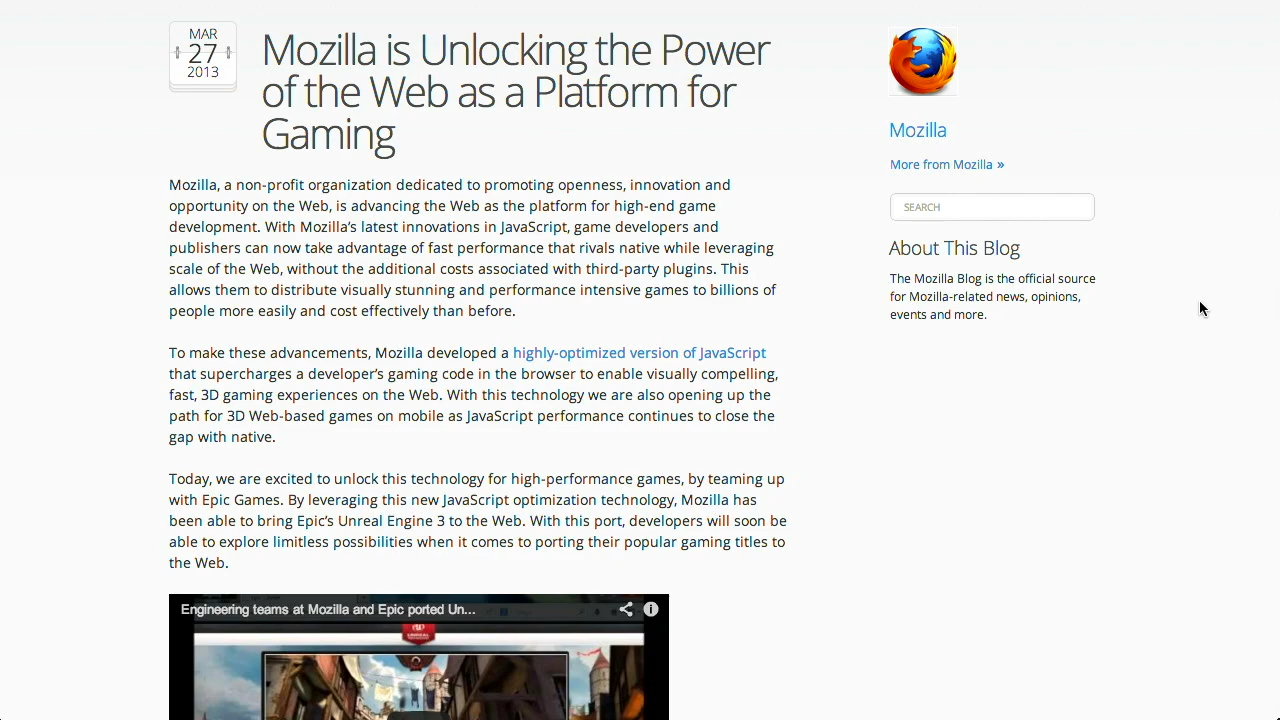 MAR
27
2013
Mozilla is Unlocking the Power
of the Web as a Platform for
Gaming
Mozilla, a non-profit organization dedicated to promoting openness, innovation and
opportunity on the Web, is advancing the Web as the platform for high-end game
development. With Mozilla’s latest innovations in JavaScript, game developers and
publishers can now take advantage of fast performance that rivals native while leveraging
scale of the Web, without the additional costs associated with third-party plugins. This
allows them to distribute visually stunning and performance intensive games to billions of
people more easily and cost effectively than before.
To make these advancements, Mozilla developed a highly-optimized version of JavaScript
that supercharges a developer’s gaming code in the browser to enable visually compelling,
fast, 3D gaming experiences on the Web. With this technology we are also opening up the
path for 3D Web-based games on mobile as JavaScript performance continues to close the
gap with native.
Today, we are excited to unlock this technology for high-performance games, by teaming up
with Epic Games. By leveraging this new JavaScript optimization technology, Mozilla has
been able to bring Epic’s Unreal Engine 3 to the Web. With this port, developers will soon be
able to explore limitless possibilities when it comes to porting their popular gaming titles to
the Web.
Engineering teams at Mozilla and Epic ported Un...
UNREAL
Mozilla
More from Mozilla »
SEARCH
About This Blog
The Mozilla Blog is the official source
for Mozilla-related news, opinions,
events and more.